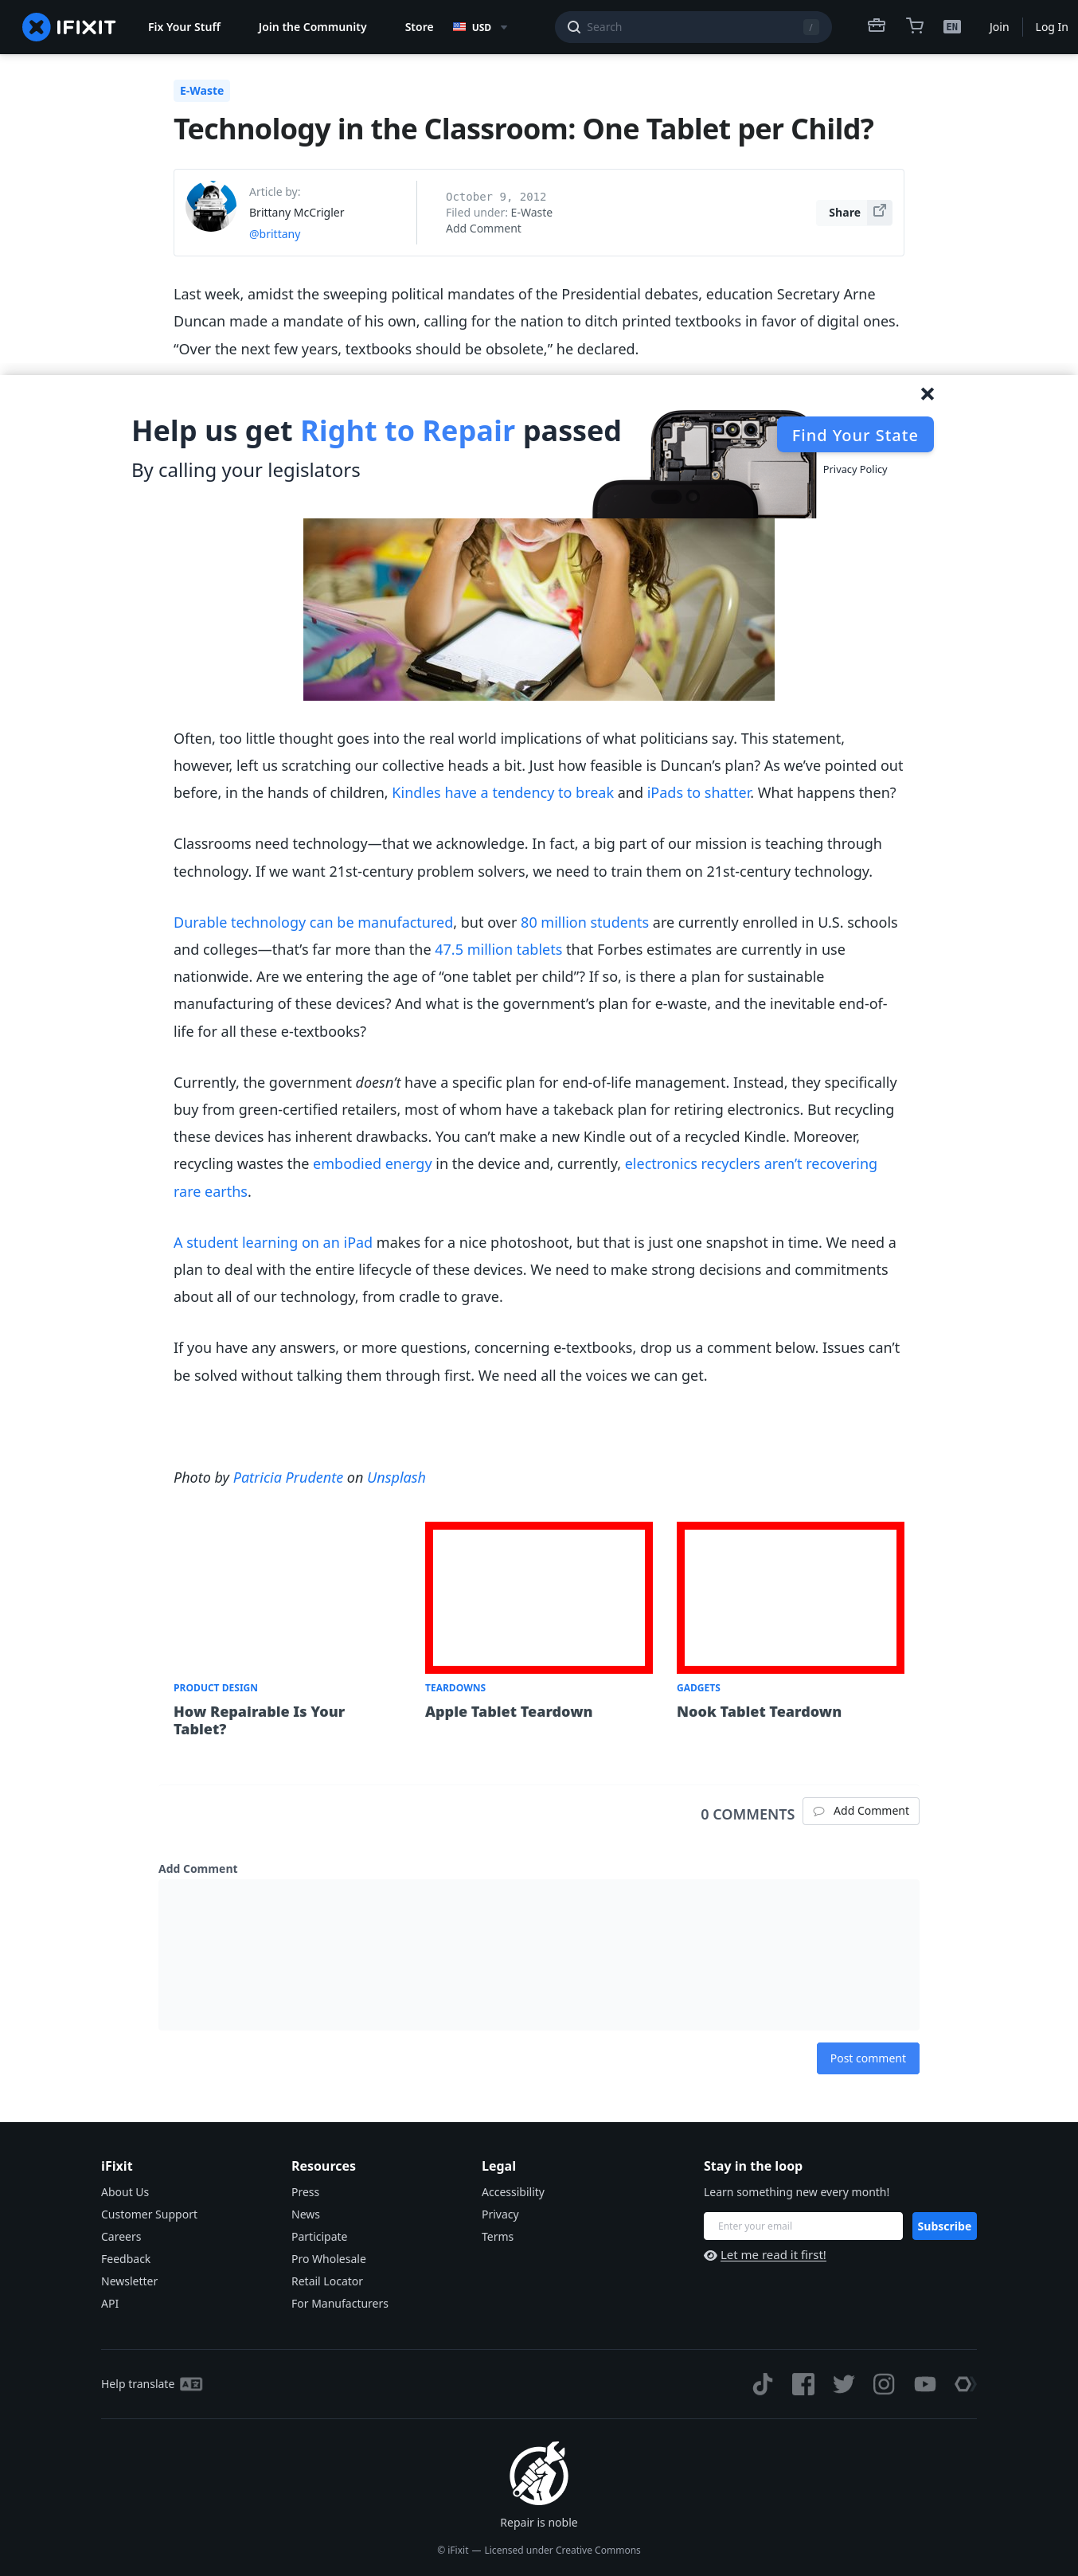 IFIXIT
Fix Your Stuff
Join the Community
Store
USD
Search
/
EN
Join
Log In
E-Waste
Technology in the Classroom: One Tablet per Child?
Article by:
Brittany McCrigler
@brittany
October 9, 2012
Filed under: E-Waste
Add Comment
Share
Last week, amidst the sweeping political mandates of the Presidential debates, education Secretary Arne
Duncan made a mandate of his own, calling for the nation to ditch printed textbooks in favor of digital ones.
“Over the next few years, textbooks should be obsolete,” he declared.
Help us get Right to Repair passed
By calling your legislators
Find Your State
Privacy Policy
Often, too little thought goes into the real world implications of what politicians say. This statement,
however, left us scratching our collective heads a bit. Just how feasible is Duncan’s plan? As we’ve pointed out
before, in the hands of children, Kindles have a tendency to break and iPads to shatter. What happens then?
Classrooms need technology—that we acknowledge. In fact, a big part of our mission is teaching through
technology. If we want 21st-century problem solvers, we need to train them on 21st-century technology.
Durable technology can be manufactured, but over 80 million students are currently enrolled in U.S. schools
and colleges—that’s far more than the 47.5 million tablets that Forbes estimates are currently in use
nationwide. Are we entering the age of “one tablet per child”? If so, is there a plan for sustainable
manufacturing of these devices? And what is the government’s plan for e-waste, and the inevitable end-of-
life for all these e-textbooks?
Currently, the government doesn’t have a specific plan for end-of-life management. Instead, they specifically
buy from green-certified retailers, most of whom have a takeback plan for retiring electronics. But recycling
these devices has inherent drawbacks. You can’t make a new Kindle out of a recycled Kindle. Moreover,
recycling wastes the embodied energy in the device and, currently, electronics recyclers aren’t recovering
rare earths.
A student learning on an iPad makes for a nice photoshoot, but that is just one snapshot in time. We need a
plan to deal with the entire lifecycle of these devices. We need to make strong decisions and commitments
about all of our technology, from cradle to grave.
If you have any answers, or more questions, concerning e-textbooks, drop us a comment below. Issues can’t
be solved without talking them through first. We need all the voices we can get.
Photo by Patricia Prudente on Unsplash
PRODUCT DESIGN
How Repairable Is Your
Tablet?
TEARDOWNS
Apple Tablet Teardown
GADGETS
Nook Tablet Teardown
0 COMMENTS
Add Comment
Add Comment
Post comment
iFixit
About Us
Customer Support
Careers
Feedback
Newsletter
API
Resources
Press
News
Participate
Pro Wholesale
Retail Locator
For Manufacturers
Legal
Accessibility
Privacy
Terms
Stay in the loop
Learn something new every month!
Enter your email
Subscribe
Let me read it first!
Help translate
Repair is noble
© iFixit — Licensed under Creative Commons